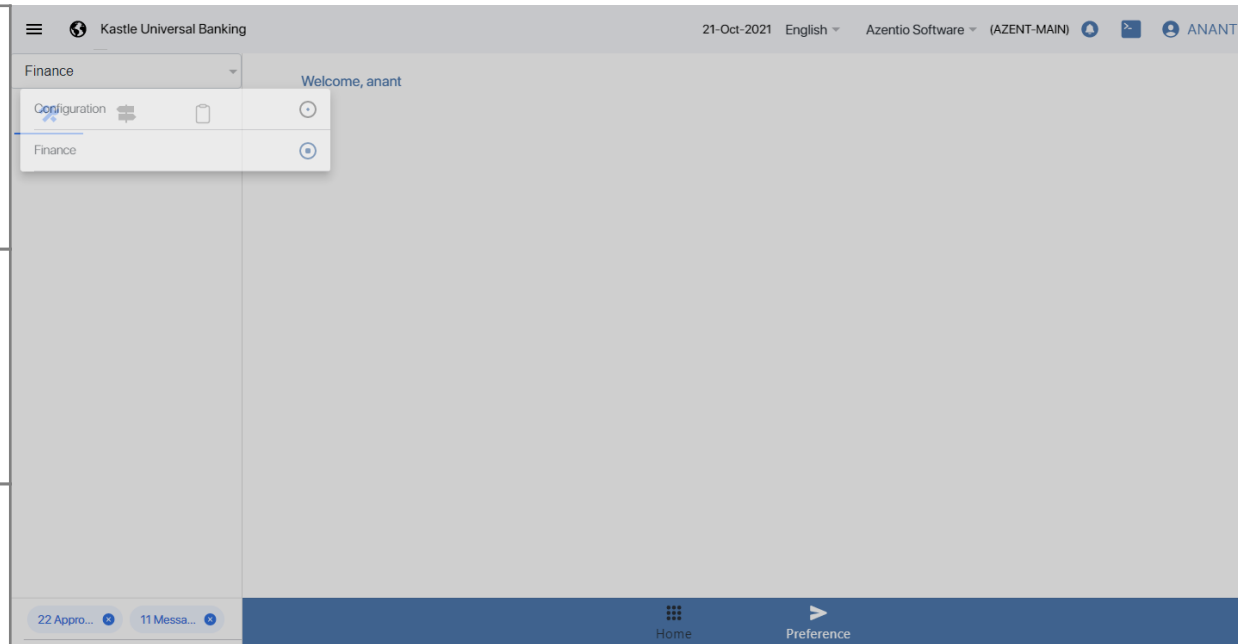 Kastle Universal Banking 21-Oct-2021 English Azentio Software (AZENT-MAIN) ANANT
Finance
Welcome, anant
Configuration
Finance
22 Appro... 11 Messa...
Home Preference